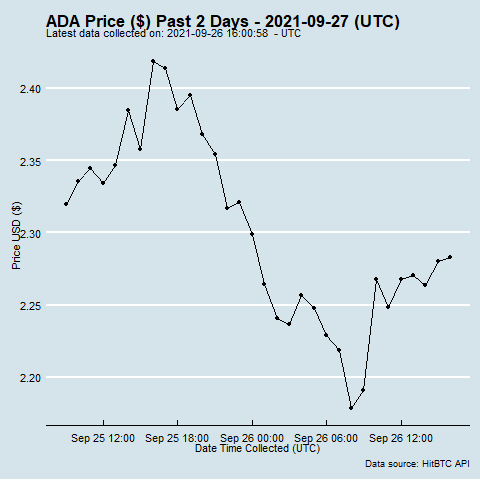 ADA Price ($) Past 2 Days - 2021-09-27 (UTC)
Latest data collected on: 2021-09-26 16:00:58 - UTC
Price USD ($)
2.40
2.35
2.30
2.25
2.20
Sep 25 12:00 Sep 25 18:00 Sep 26 00:00 Sep 26 06:00 Sep 26 12:00
Date Time Collected (UTC)
Data source: HitBTC API